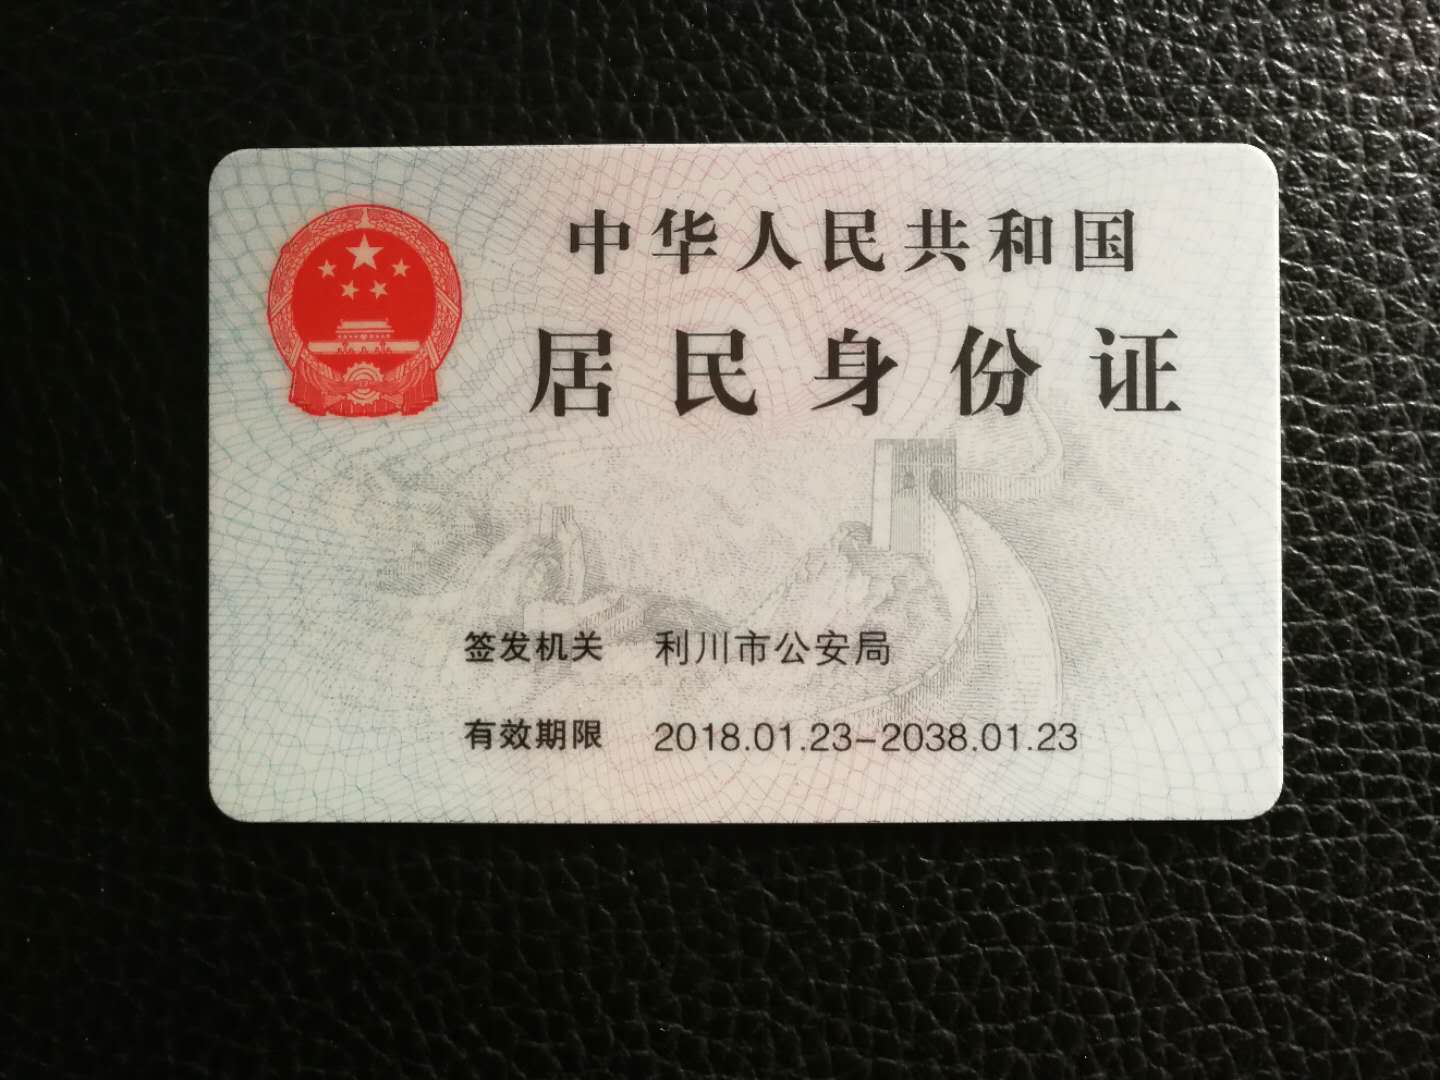 中华人民共和国
居民身份证
签发机关 利川市公安局
有效期限 2018.01.23-2038.01.23